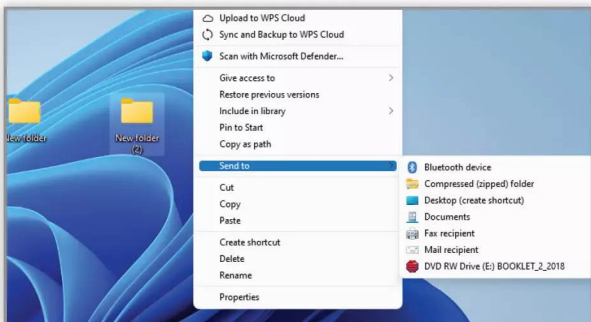 Upload to WPS Cloud
Sync and Backup to WPS Cloud
Scan with Microsoft Defender...
Give access to
Restore previous versions
Include in library
Pin to Start
Copy as path
Send to
Cut
Copy
Paste
Create shortcut
Delete
Rename
Properties
Bluetooth device
Compressed (zipped) folder
Desktop (create shortcut)
Documents
Fax recipient
Mail recipient
DVD RW Drive (E:) BOOKLET_2_2018
New folder
New folder
(2)